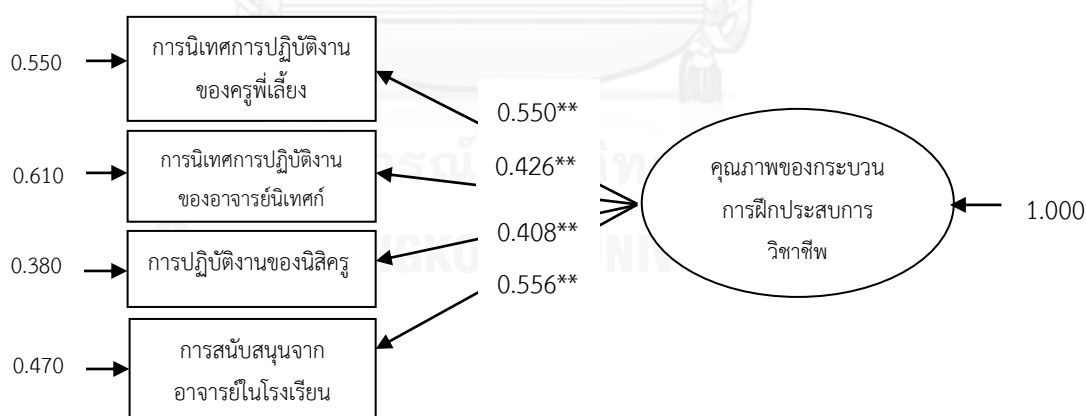 0.550
การนิเทศการปฏิบัติงาน
ของครูพี่เลี้ยง
0.550**
0.610
การนิเทศการปฏิบัติงาน
ของอาจารย์นิเทศก์
0.426**
0.380
การปฏิบัติงานของนิสิครู
0.408**
0.470
การสนับสนุนจาก
อาจารย์ในโรงเรียน
0.556**
คุณภาพของกระบวน
การฝึกประสบการ
วิชาชีพ
1.000